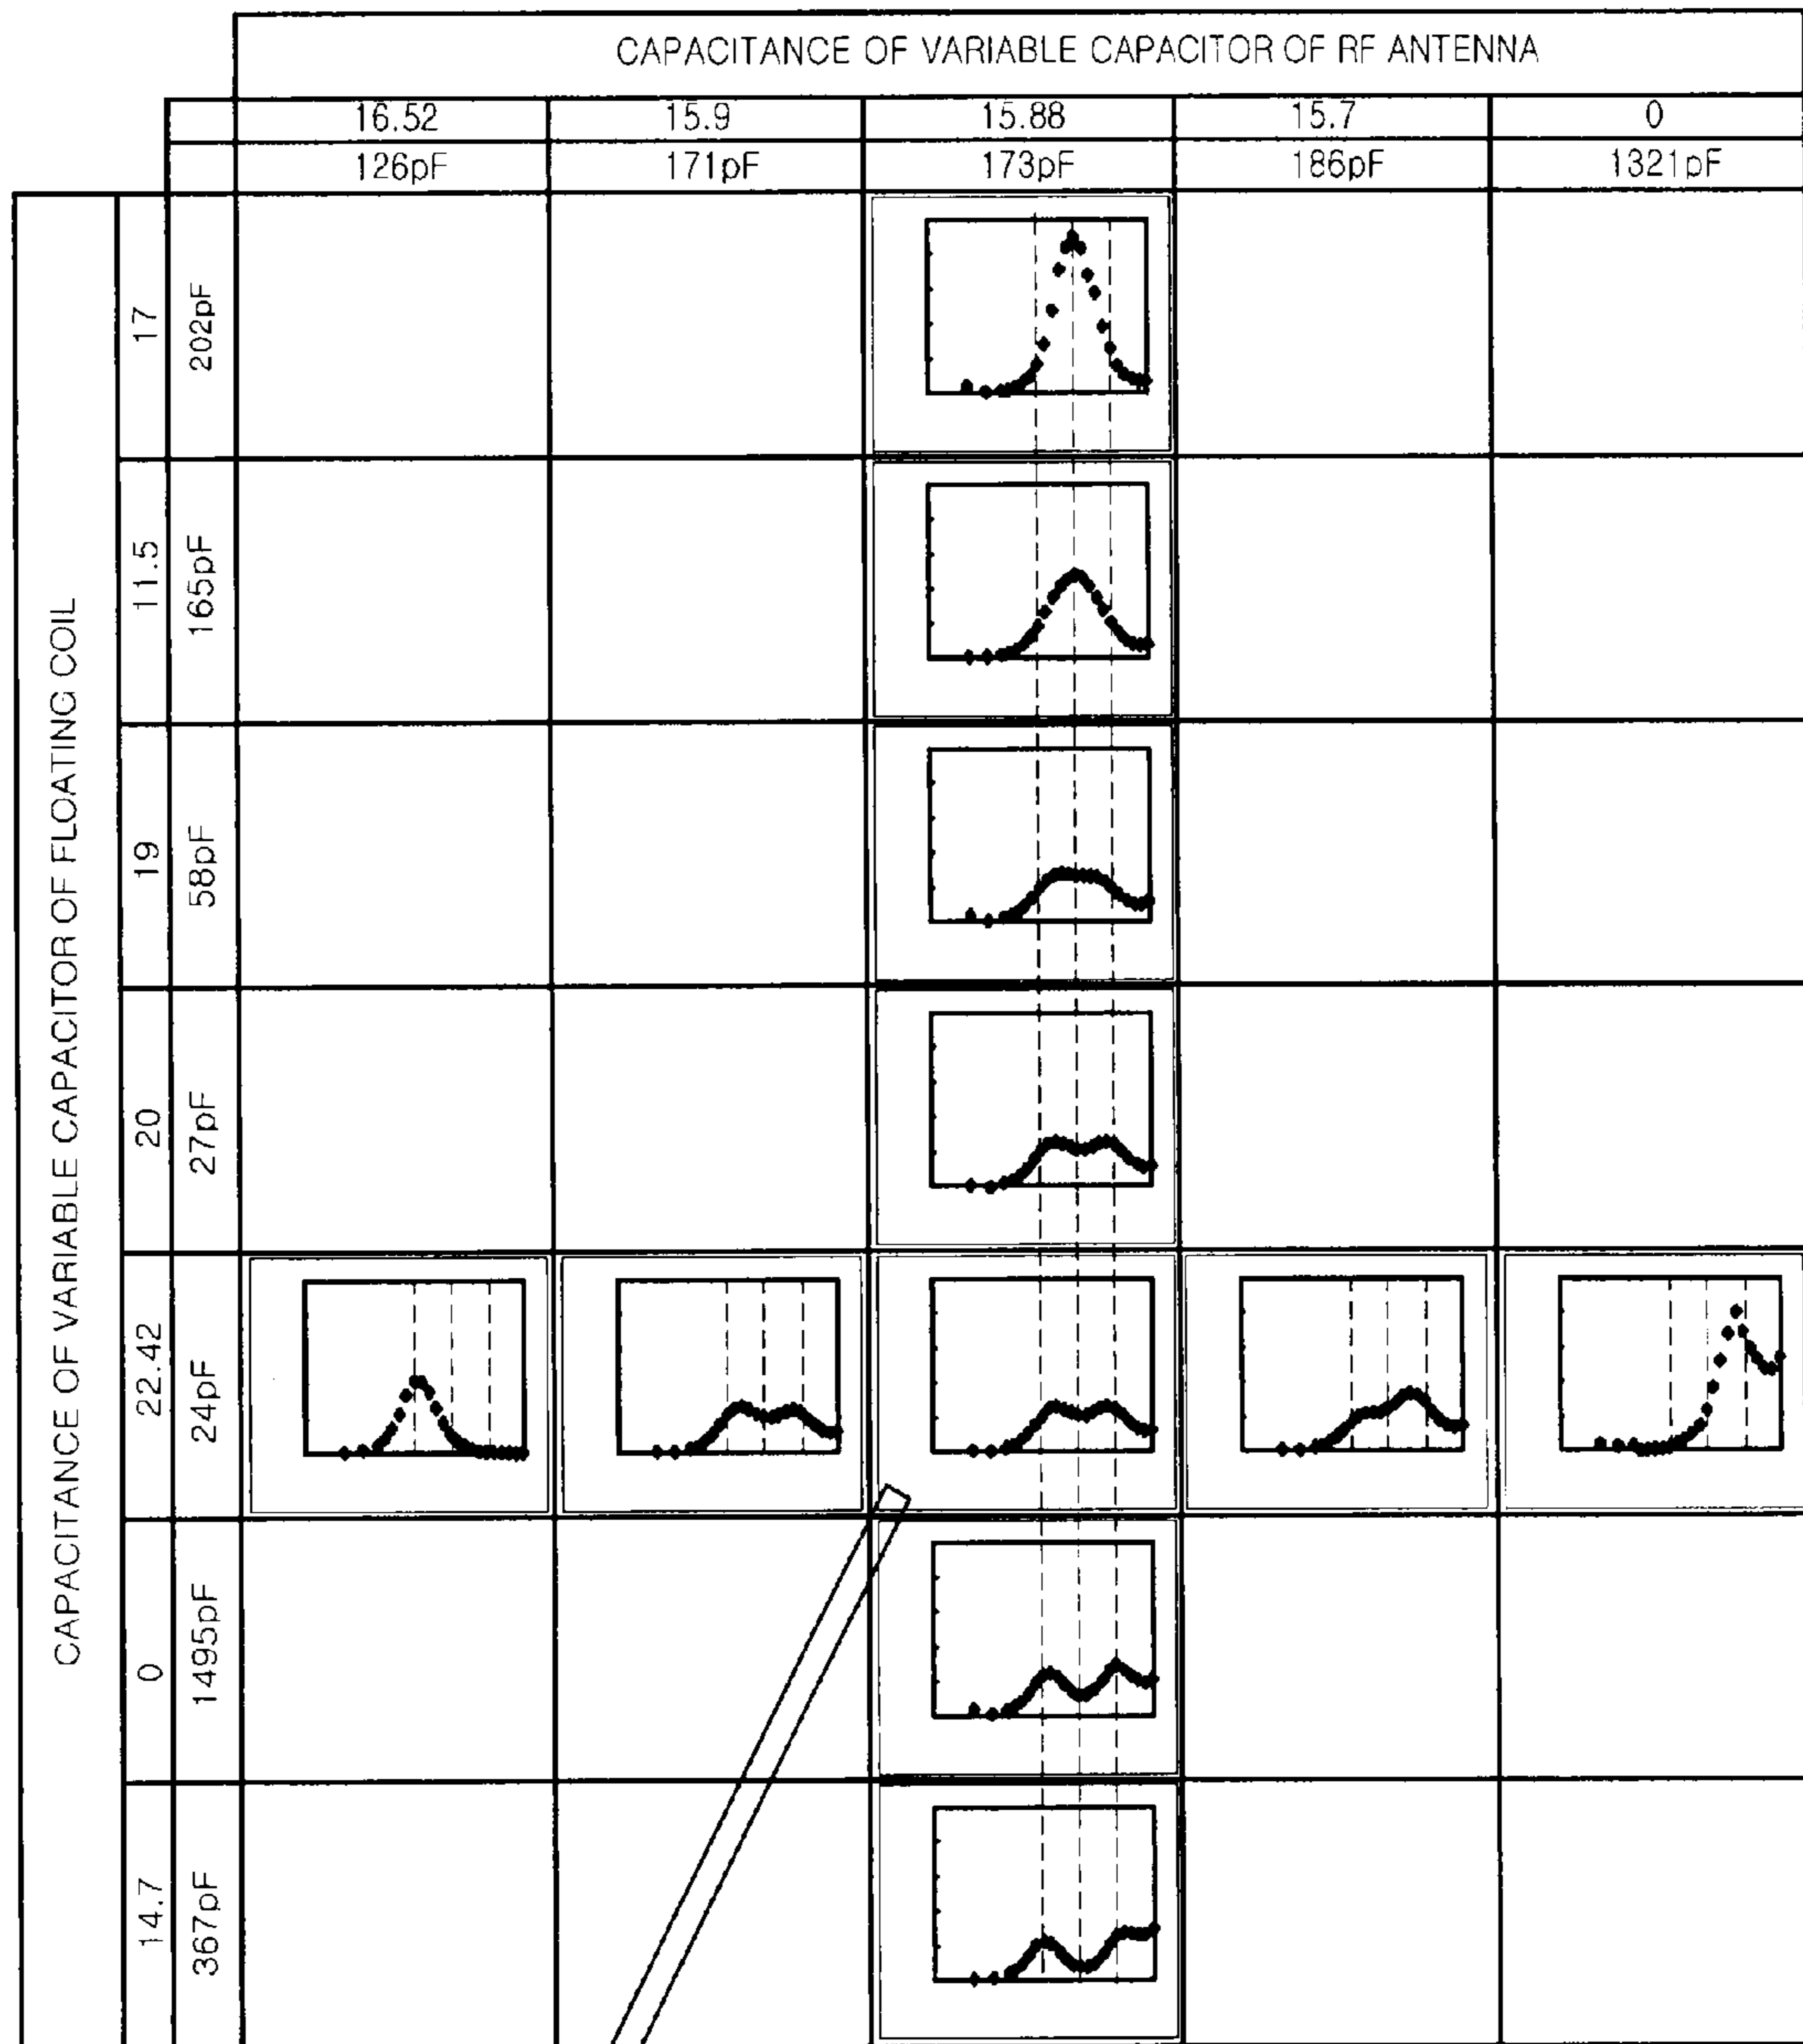 CAPACITANCE OF VARIABLE CAPACITOR OF RF ANTENNA
16.52 15.9 15.88 15.7 0
126pF 171pF 173pF 186pF 1321pF
CAPACITANCE OF VARIABLE CAPACITOR OF FLOATING COIL
17 202pF
11.5 165pF
19 58pF
20 27pF
22.42 24pF
0 1495pF
14.7 367pF